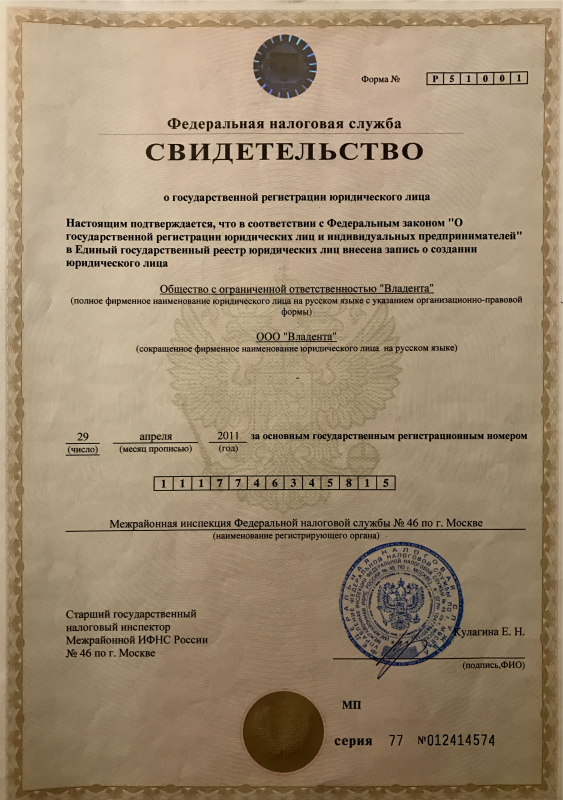 Форма № Р 5 1 0 0 1
Федеральная налоговая служба
СВИДЕТЕЛЬСТВО
о государственной регистрации юридического лица
Настоящим подтверждается, что в соответствии с Федеральным законом "О
государственной регистрации юридических лиц и индивидуальных предпринимателей"
в Единый государственный реестр юридических лиц внесена запись о создании
юридического лица
Общество с ограниченной ответственностью "Владента"
(полное фирменное наименование юридического лица на русском языке с указанием организационно-правовой
формы)
ООО "Владента"
(сокращенное фирменное наименование юридического лица на русском языке)
29 апреля 2011 за основным государственным регистрационным номером
(число) (месяц прописью) (год)
1 1 1 7 7 4 6 3 4 5 8 1 5
Межрайонная инспекция Федеральной налоговой службы № 46 по г. Москве
(наименование регистрирующего органа)
Старший государственный
налоговый инспектор
Межрайонной ИФНС России
№ 46 по г. Москве
Кулагина Е. Н.
(подпись,ФИО)
МП
серия 77 №012414574